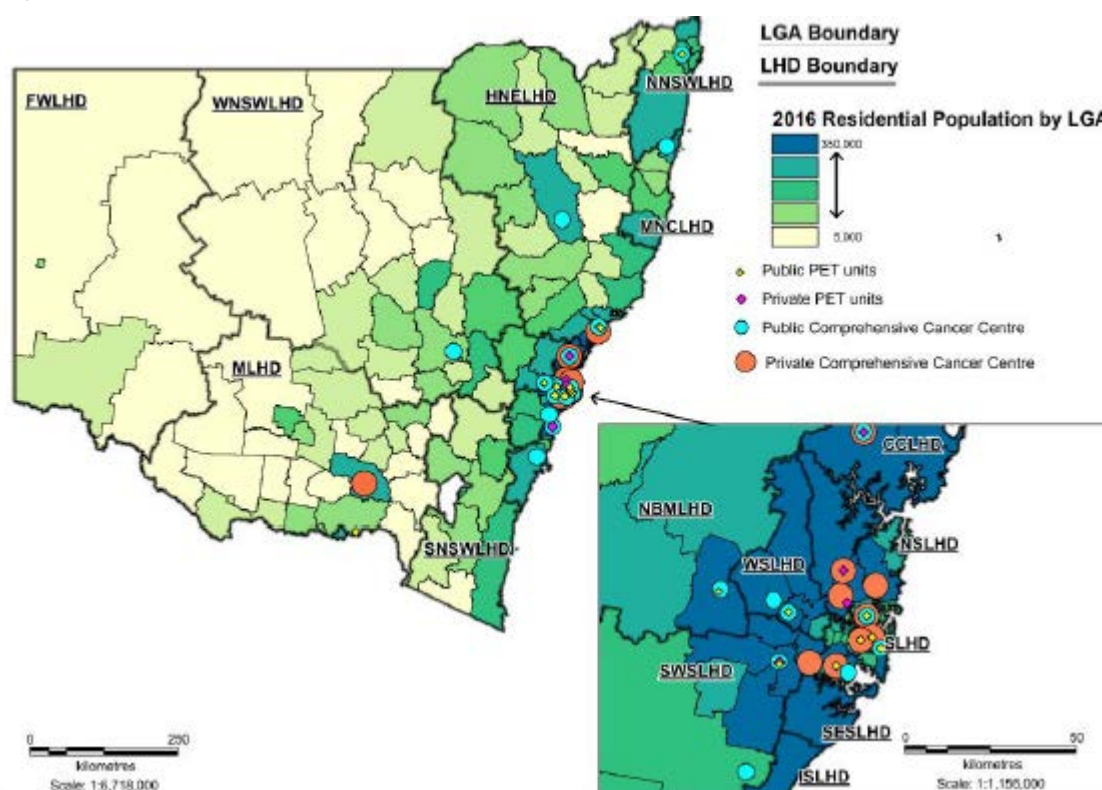 LGA Boundary
LHD Boundary
2016 Residential Population by LGA
350,000
5,000
Public PET units
Private PET units
Public Comprehensive Cancer Centre
Private Comprehensive Cancer Centre
FWLHD
WNSWLHD
HNELHD
NNSWLHD
MNCLHD
MLHD
SNSWLHD
CCLHD
NBMLHD
NSLHD
WSLHD
SLHD
SWSLHD
SESLHD
ISLHD
0 250
kilometres
Scale: 1:6,718,000
0 50
kilometres
Scale: 1:1,156,000